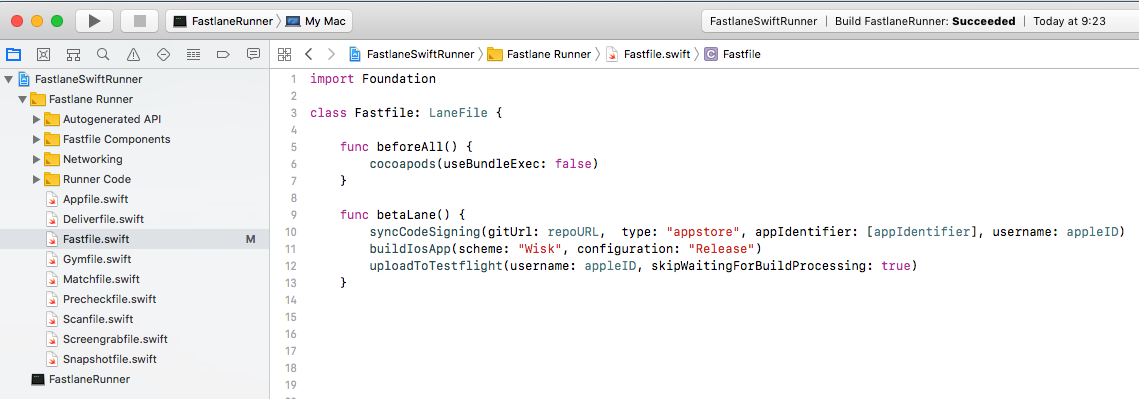 FastlaneRunner My Mac
FastlaneSwiftRunner | Build FastlaneRunner: Succeeded | Today at 9:23
FastlaneSwiftRunner Fastlane Runner Fastfile.swift C Fastfile
FastlaneSwiftRunner
Fastlane Runner
Autogenerated API
Fastfile Components
Networking
Runner Code
Appfile.swift
Deliverfile.swift
Fastfile.swift M
Gymfile.swift
Matchfile.swift
Precheckfile.swift
Scanfile.swift
Screengrabfile.swift
Snapshotfile.swift
FastlaneRunner
1 import Foundation
2
3 class Fastfile: LaneFile {
4
5 func beforeAll() {
6 cocoapods(useBundleExec: false)
7 }
8
9 func betaLane() {
10 syncCodeSigning(gitUrl: repoURL,  type: "appstore", appIdentifier: [appIdentifier], username: appleID)
11 buildIosApp(scheme: "Wisk", configuration: "Release")
12 uploadToTestflight(username: appleID, skipWaitingForBuildProcessing: true)
13 }
14
15
16
17
18
19